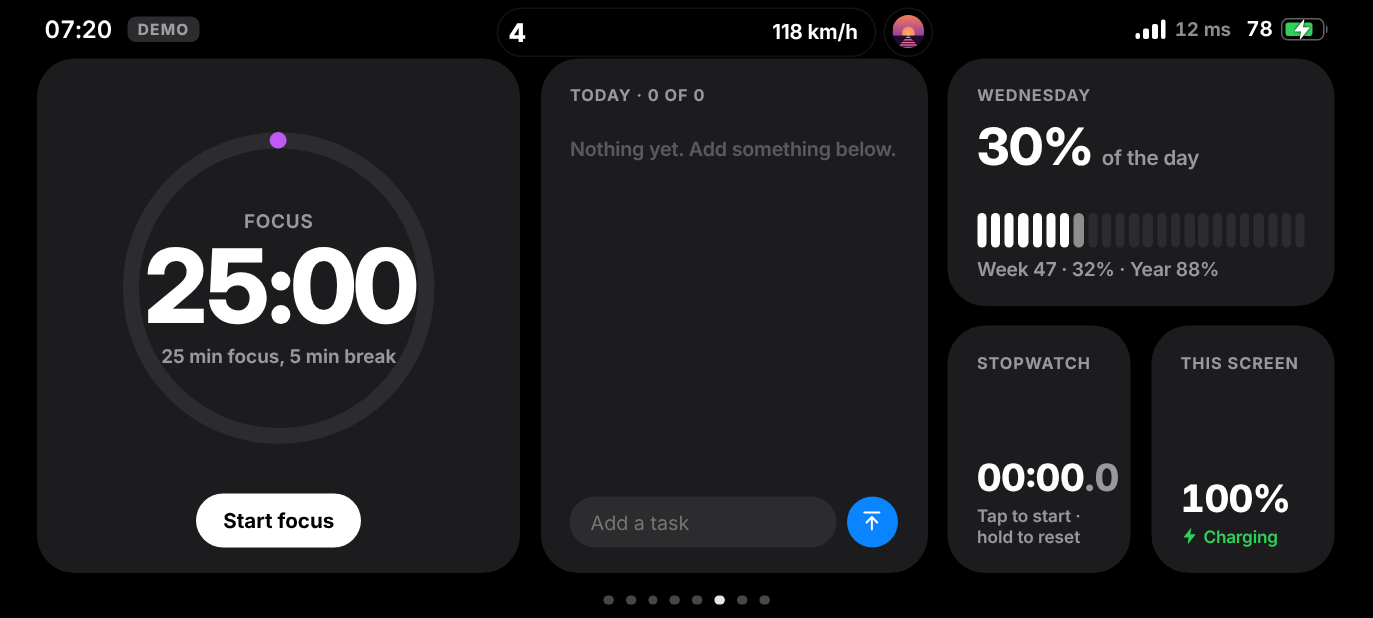 07:20 DEMO 4 118 km/h 12 ms 78
FOCUS
25:00
25 min focus, 5 min break
Start focus
TODAY · 0 OF 0
Nothing yet. Add something below.
Add a task
WEDNESDAY
30% of the day
Week 47 · 32% · Year 88%
STOPWATCH
00:00.0
Tap to start ·
hold to reset
THIS SCREEN
100%
Charging